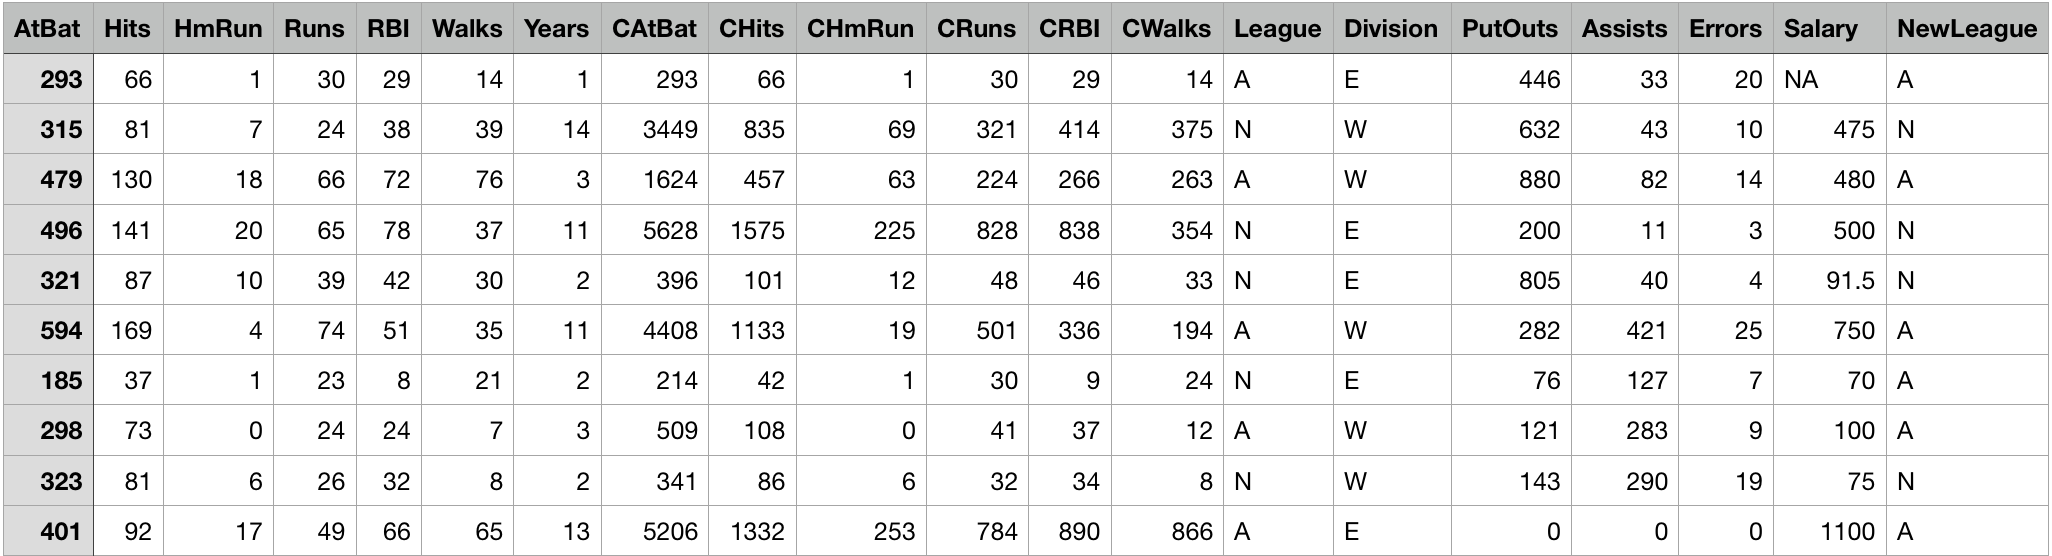 AtBat Hits HmRun Runs RBI Walks Years CAtBat CHits CHmRun CRuns CRBI CWalks League Division PutOuts Assists Errors Salary NewLeague
293 66 1 30 29 14 1 293 66 1 30 29 14 A E 446 33 20 NA A
315 81 7 24 38 39 14 3449 835 69 321 414 375 N W 632 43 10 475 N
479 130 18 66 72 76 3 1624 457 63 224 266 263 A W 880 82 14 480 A
496 141 20 65 78 37 11 5628 1575 225 828 838 354 N E 200 11 3 500 N
321 87 10 39 42 30 2 396 101 12 48 46 33 N E 805 40 4 91.5 N
594 169 4 74 51 35 11 4408 1133 19 501 336 194 A W 282 421 25 750 A
185 37 1 23 8 21 2 214 42 1 30 9 24 N E 76 127 7 70 A
298 73 0 24 24 7 3 509 108 0 41 37 12 A W 121 283 9 100 A
323 81 6 26 32 8 2 341 86 6 32 34 8 N W 143 290 19 75 N
401 92 17 49 66 65 13 5206 1332 253 784 890 866 A E 0 0 0 1100 A